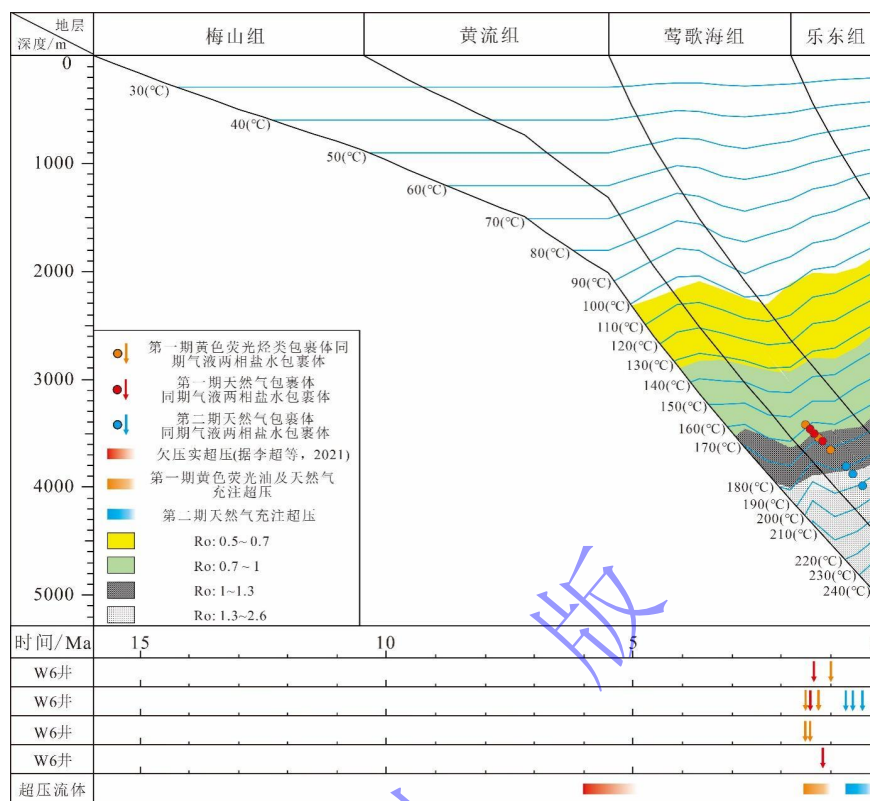 地层
深度/m
梅山组
黄流组
莺歌海组
乐东组
0
1000
2000
3000
4000
5000
30(℃)
40(℃)
50(℃)
60(℃)
70(℃)
80(℃)
90(℃)
100(℃)
110(℃)
120(℃)
130(℃)
140(℃)
150(℃)
160(℃)
170(℃)
180(℃)
190(℃)
200(℃)
210(℃)
220(℃)
230(℃)
240(℃)
第一期黄色荧光烃类包裹体同
期气液两相盐水包裹体
第一期天然气包裹体
同期气液两相盐水包裹体
第二期天然气包裹体
同期气液两相盐水包裹体
欠压实超压(据李超等，2021)
第一期黄色荧光油及天然气
充注超压
第二期天然气充注超压
Ro: 0.5~0.7
Ro: 0.7~1
Ro: 1~1.3
Ro: 1.3~2.6
版
时间/Ma
15
10
5
W6井
W6井
W6井
W6井
超压流体